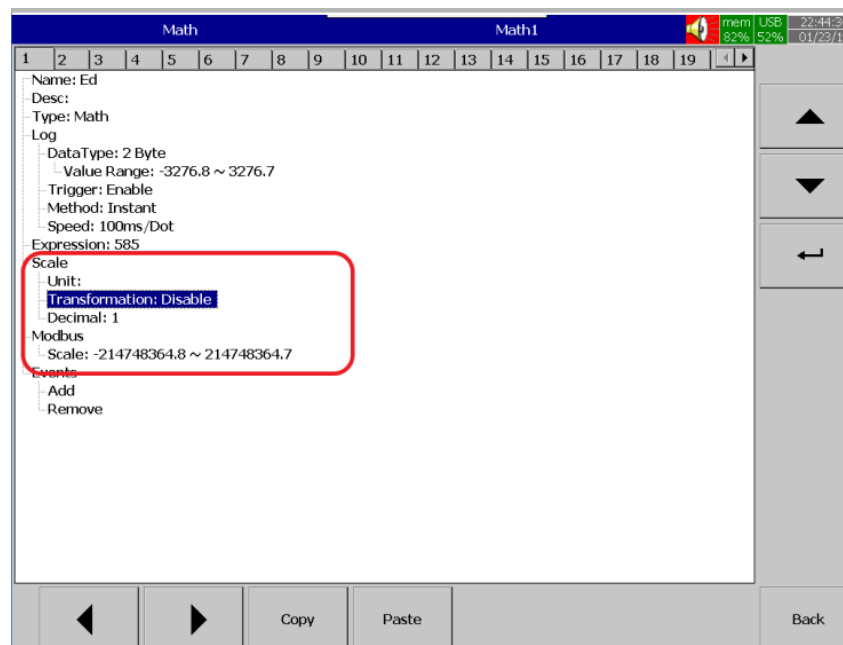 Math Math1 mem 82% USB 52% 22:44:3 01/23/1
1 2 3 4 5 6 7 8 9 10 11 12 13 14 15 16 17 18 19
Name: Ed
Desc:
Type: Math
Log
DataType: 2 Byte
Value Range: -3276.8 ~ 3276.7
Trigger: Enable
Method: Instant
Speed: 100ms/Dot
Expression: 585
Scale
Unit:
Transformation: Disable
Decimal: 1
Modbus
Scale: -214748364.8 ~ 214748364.7
Events
Add
Remove
Copy Paste Back